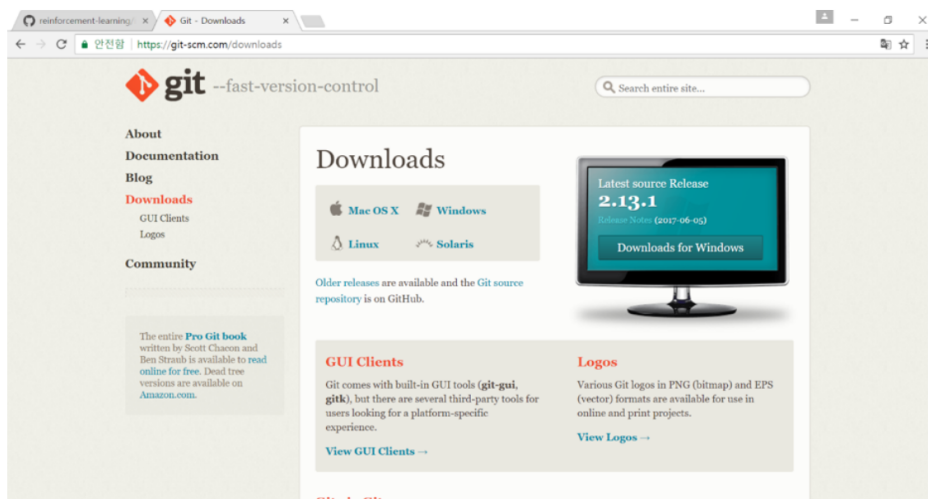 reinforcement-learning/
Git - Downloads
안전함
https://git-scm.com/downloads
git --fast-version-control
Search entire site...
About
Documentation
Blog
Downloads
GUI Clients
Logos
Community
The entire Pro Git book
written by Scott Chacon and
Ben Straub is available to read
online for free. Dead tree
versions are available on
Amazon.com.
Downloads
Mac OS X
Windows
Linux
Solaris
Older releases are available and the Git source
repository is on GitHub.
Latest source Release
2.13.1
Release Notes (2017-06-05)
Downloads for Windows
GUI Clients
Git comes with built-in GUI tools (git-gui,
gitk), but there are several third-party tools for
users looking for a platform-specific
experience.
View GUI Clients →
Logos
Various Git logos in PNG (bitmap) and EPS
(vector) formats are available for use in
online and print projects.
View Logos →